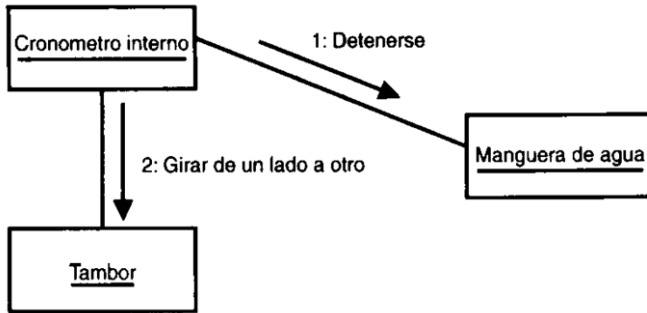 Cronometro interno
1: Detenerse
Manguera de agua
2: Girar de un lado a otro
Tambor